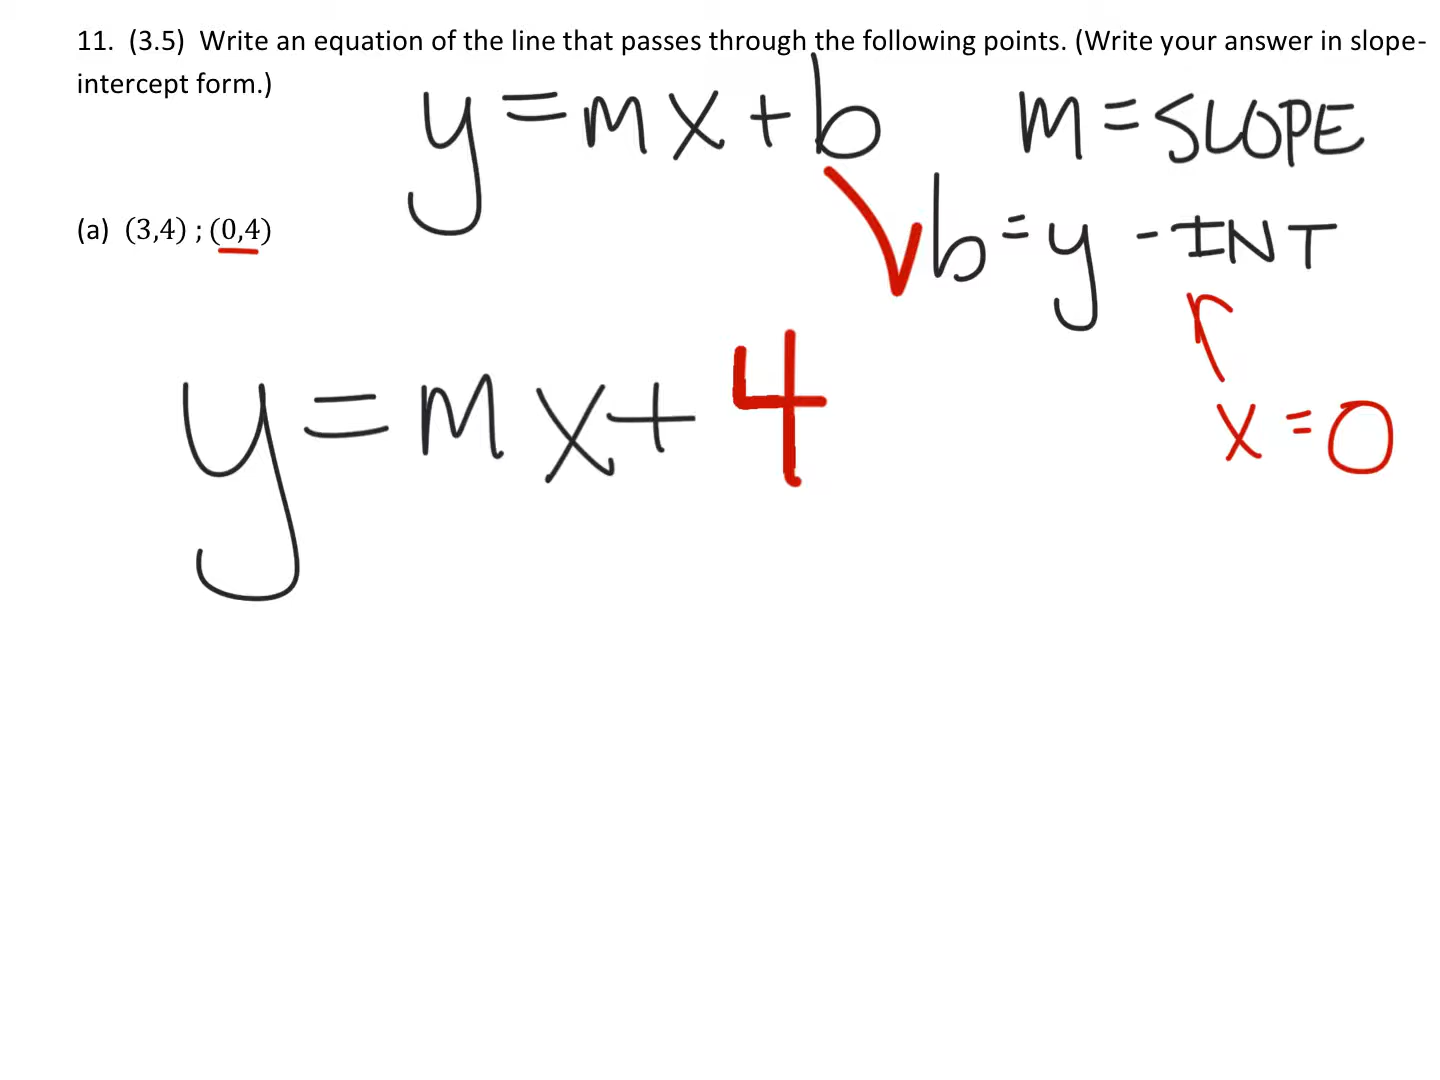 11. (3.5) Write an equation of the line that passes through the following points. (Write your answer in slope-
intercept form.)
y = mx + b
m = SLOPE
(a) (3,4) ; (0,4)
b = y - INT
y = mx + 4
x = 0